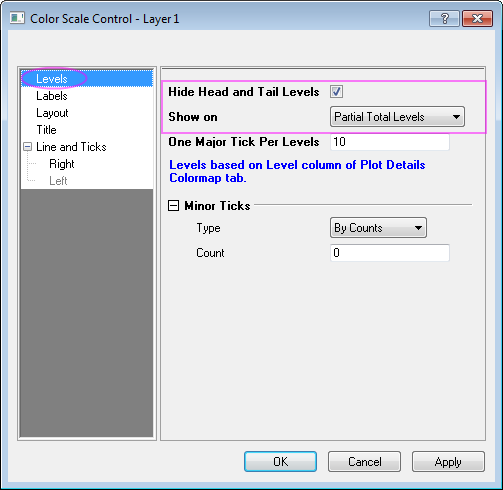 Color Scale Control - Layer 1
Levels
Labels
Layout
Title
Line and Ticks
Right
Left
Hide Head and Tail Levels
Show on Partial Total Levels
One Major Tick Per Levels 10
Levels based on Level column of Plot Details
Colormap tab.
Minor Ticks
Type By Counts
Count 0
OK Cancel Apply